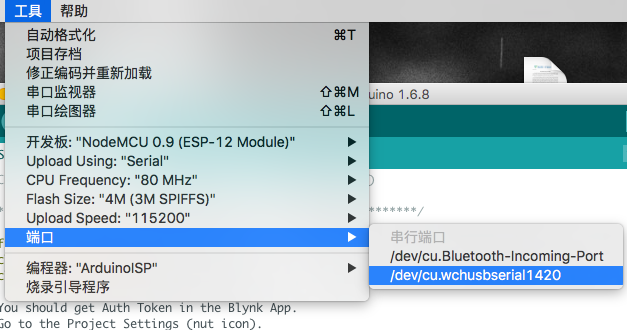 工具 帮助
自动格式化 ⌘T
项目存档
修正编码并重新加载
串口监视器 ⇧⌘M
串口绘图器 ⇧⌘L
uino 1.6.8
开发板: "NodeMCU 0.9 (ESP-12 Module)"
Upload Using: "Serial"
CPU Frequency: "80 MHz"
Flash Size: "4M (3M SPIFFS)"
Upload Speed: "115200"
*******/
端口
串行端口
/dev/cu.Bluetooth-Incoming-Port
/dev/cu.wchusbserial1420
编程器: "ArduinoISP"
烧录引导程序
You should get Auth Token in the Blynk App.
Go to the Project Settings (nut icon).